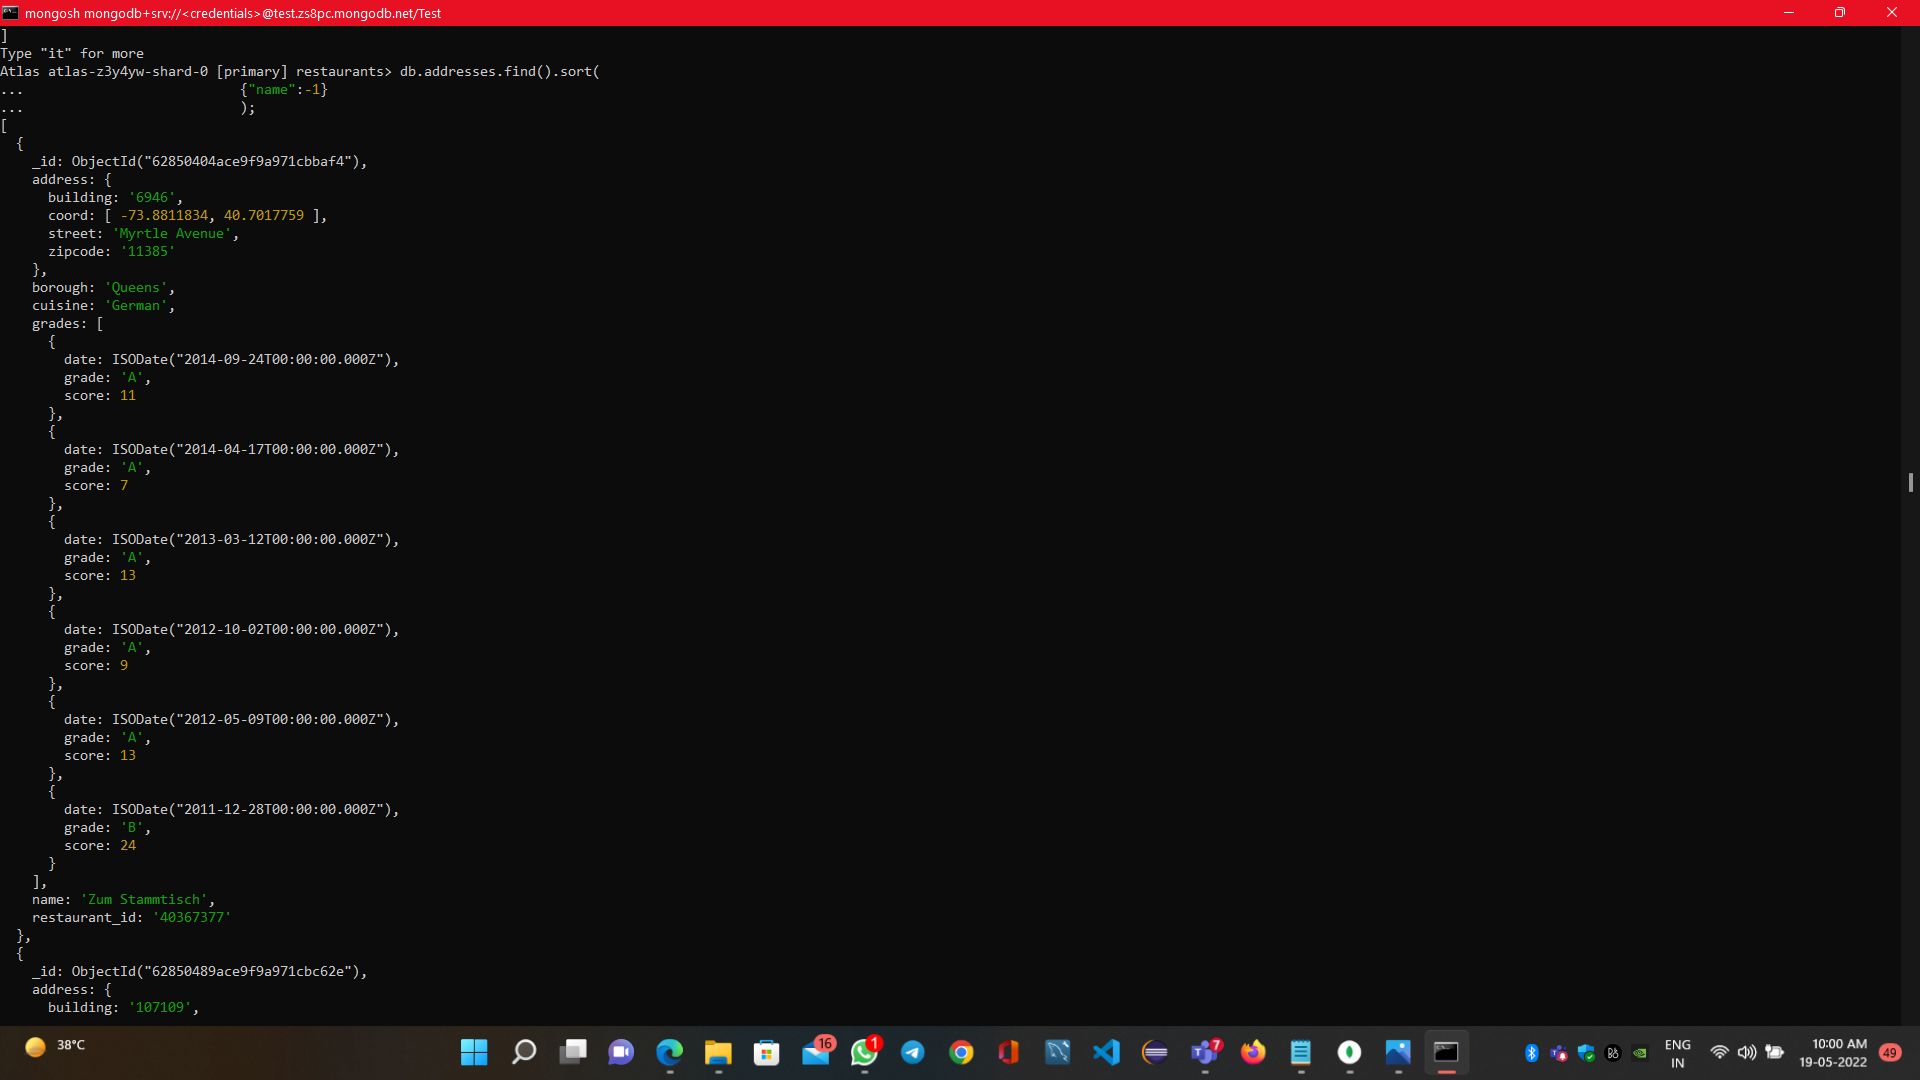 mongosh mongodb+srv://<credentials>@test.zs8pc.mongodb.net/Test
]
Type "it" for more
Atlas atlas-z3y4yw-shard-0 [primary] restaurants> db.addresses.find().sort(
...                           {"name":-1}
...                           );
[
  {
    _id: ObjectId("62850404ace9f9a971cbbaf4"),
    address: {
      building: '6946',
      coord: [ -73.8811834, 40.7017759 ],
      street: 'Myrtle Avenue',
      zipcode: '11385'
    },
    borough: 'Queens',
    cuisine: 'German',
    grades: [
      {
        date: ISODate("2014-09-24T00:00:00.000Z"),
        grade: 'A',
        score: 11
      },
      {
        date: ISODate("2014-04-17T00:00:00.000Z"),
        grade: 'A',
        score: 7
      },
      {
        date: ISODate("2013-03-12T00:00:00.000Z"),
        grade: 'A',
        score: 13
      },
      {
        date: ISODate("2012-10-02T00:00:00.000Z"),
        grade: 'A',
        score: 9
      },
      {
        date: ISODate("2012-05-09T00:00:00.000Z"),
        grade: 'A',
        score: 13
      },
      {
        date: ISODate("2011-12-28T00:00:00.000Z"),
        grade: 'B',
        score: 24
      }
    ],
    name: 'Zum Stammtisch',
    restaurant_id: '40367377'
  },
  {
    _id: ObjectId("62850489ace9f9a971cbc62e"),
    address: {
      building: '107109',
38°C
16
1
7
ENG
IN
10:00 AM
19-05-2022
49